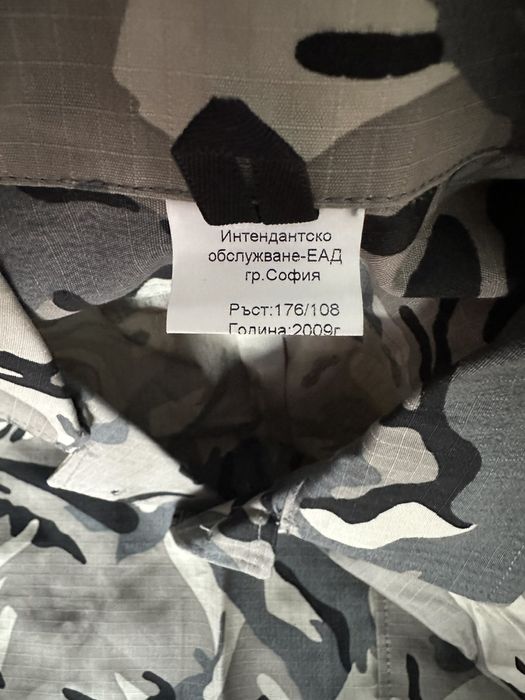 Интендантско
обслужване-ЕАД
гр.София
Ръст:176/108
Година:2009г